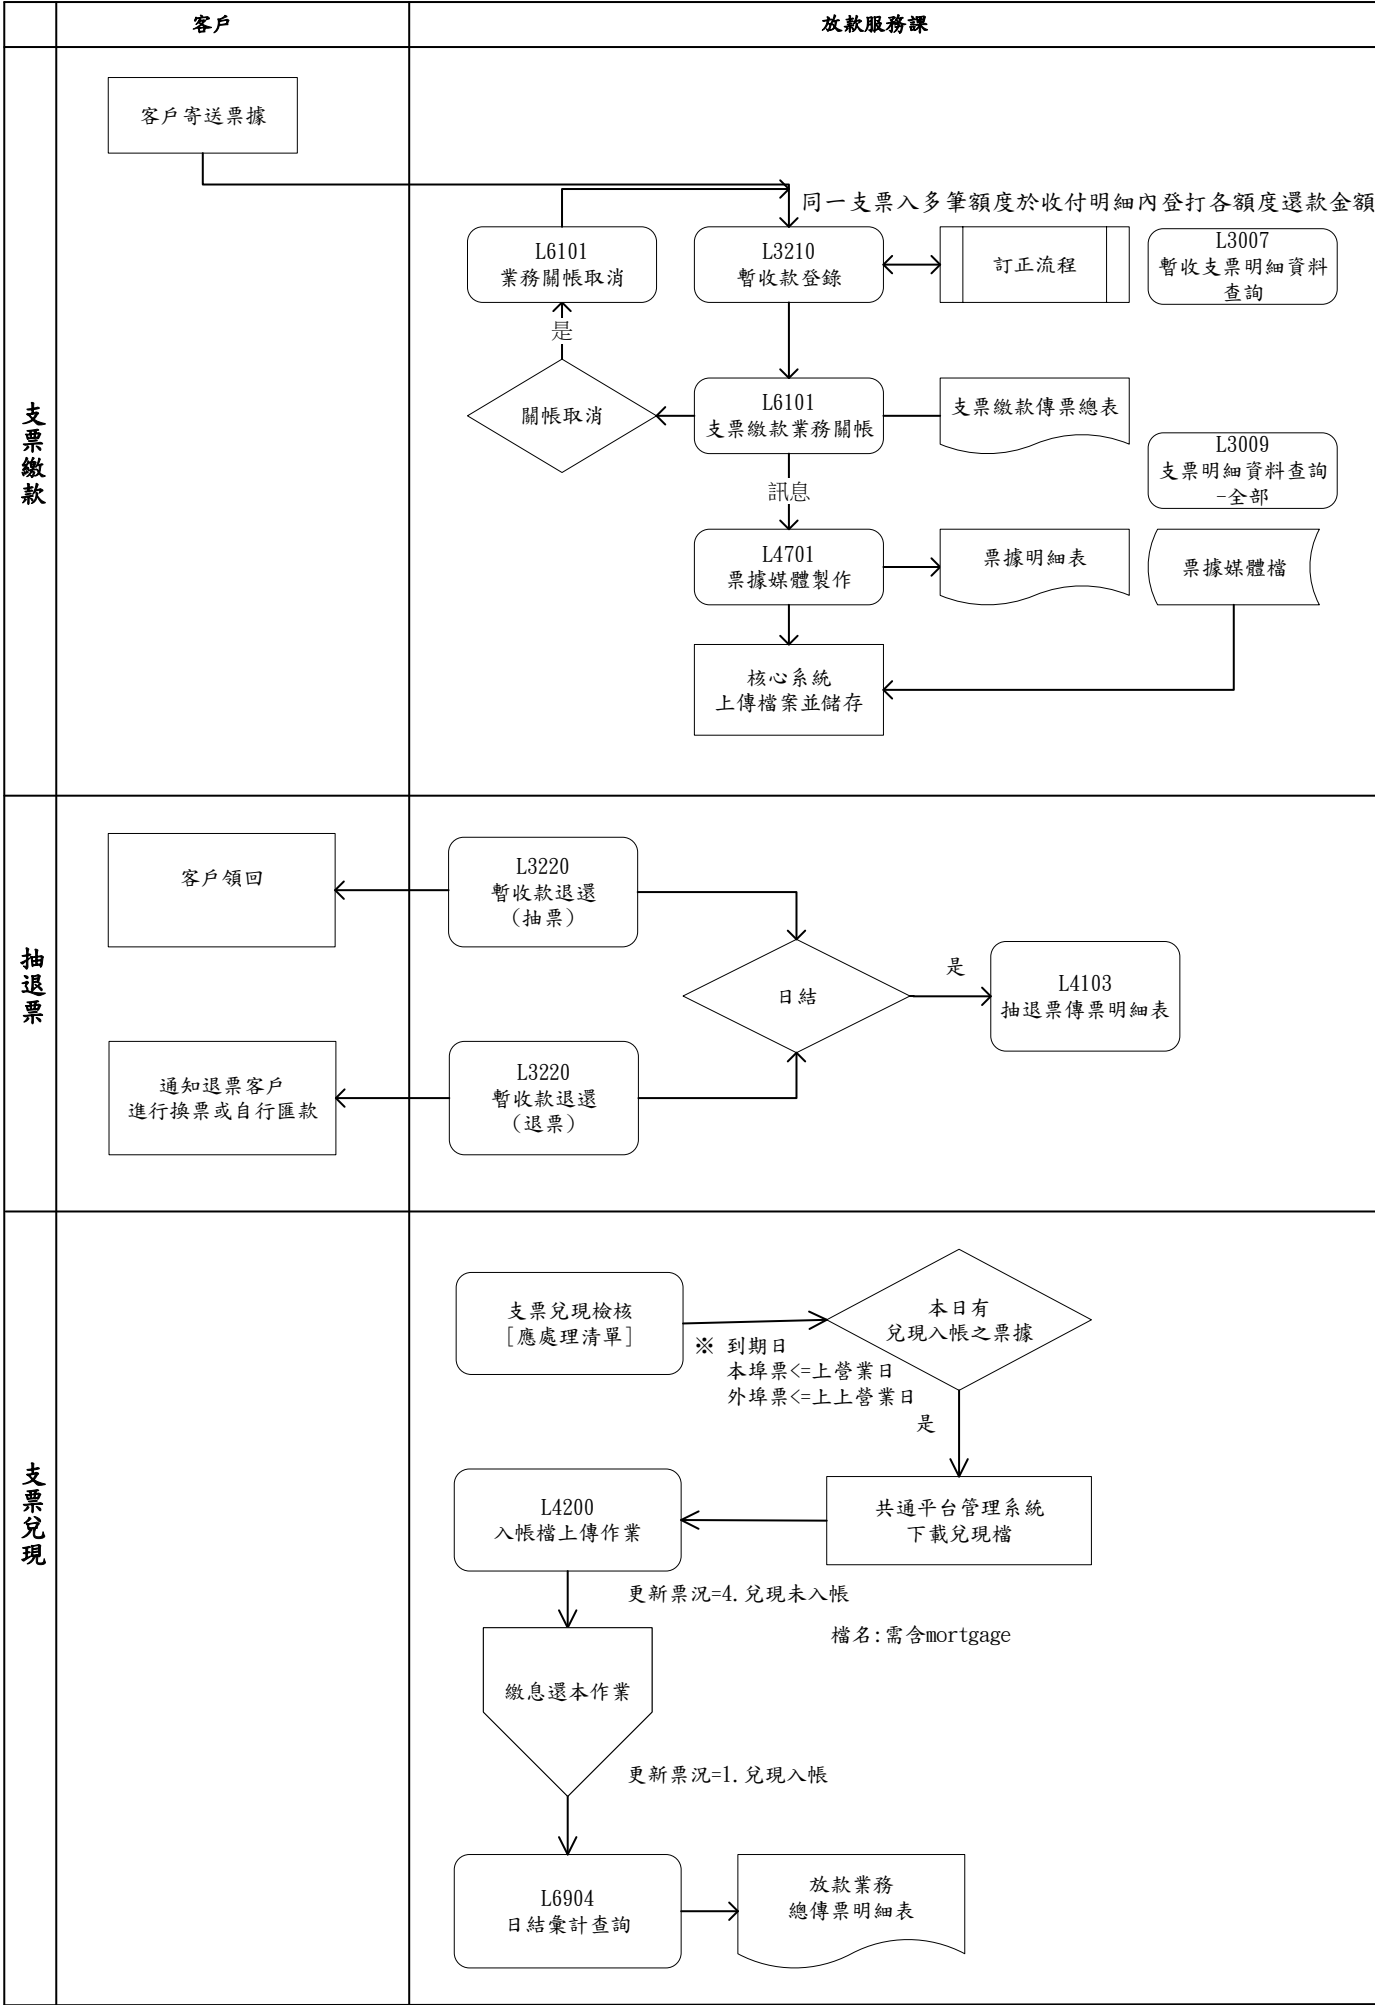 客戶
放款服務課
支票繳款
客戶寄送票據
同一支票入多筆額度於收付明細內登打各額度還款金額
L6101
業務關帳取消
L3210
暫收款登錄
訂正流程
L3007
暫收支票明細資料
查詢
是
關帳取消
L6101
支票繳款業務關帳
支票繳款傳票總表
L3009
支票明細資料查詢
-全部
訊息
L4701
票據媒體製作
票據明細表
票據媒體檔
核心系統
上傳檔案並儲存
抽退票
客戶領回
L3220
暫收款退還
(抽票)
日結
是
L4103
抽退票傳票明細表
通知退票客戶
進行換票或自行匯款
L3220
暫收款退還
(退票)
支票兌現
支票兌現檢核
[應處理清單]
※ 到期日
本埠票<=上營業日
外埠票<=上上營業日
本日有
兌現入帳之票據
是
L4200
入帳檔上傳作業
共通平台管理系統
下載兌現檔
更新票況=4.兌現未入帳
檔名:需含mortgage
繳息還本作業
更新票況=1.兌現入帳
L6904
日結彙計查詢
放款業務
總傳票明細表